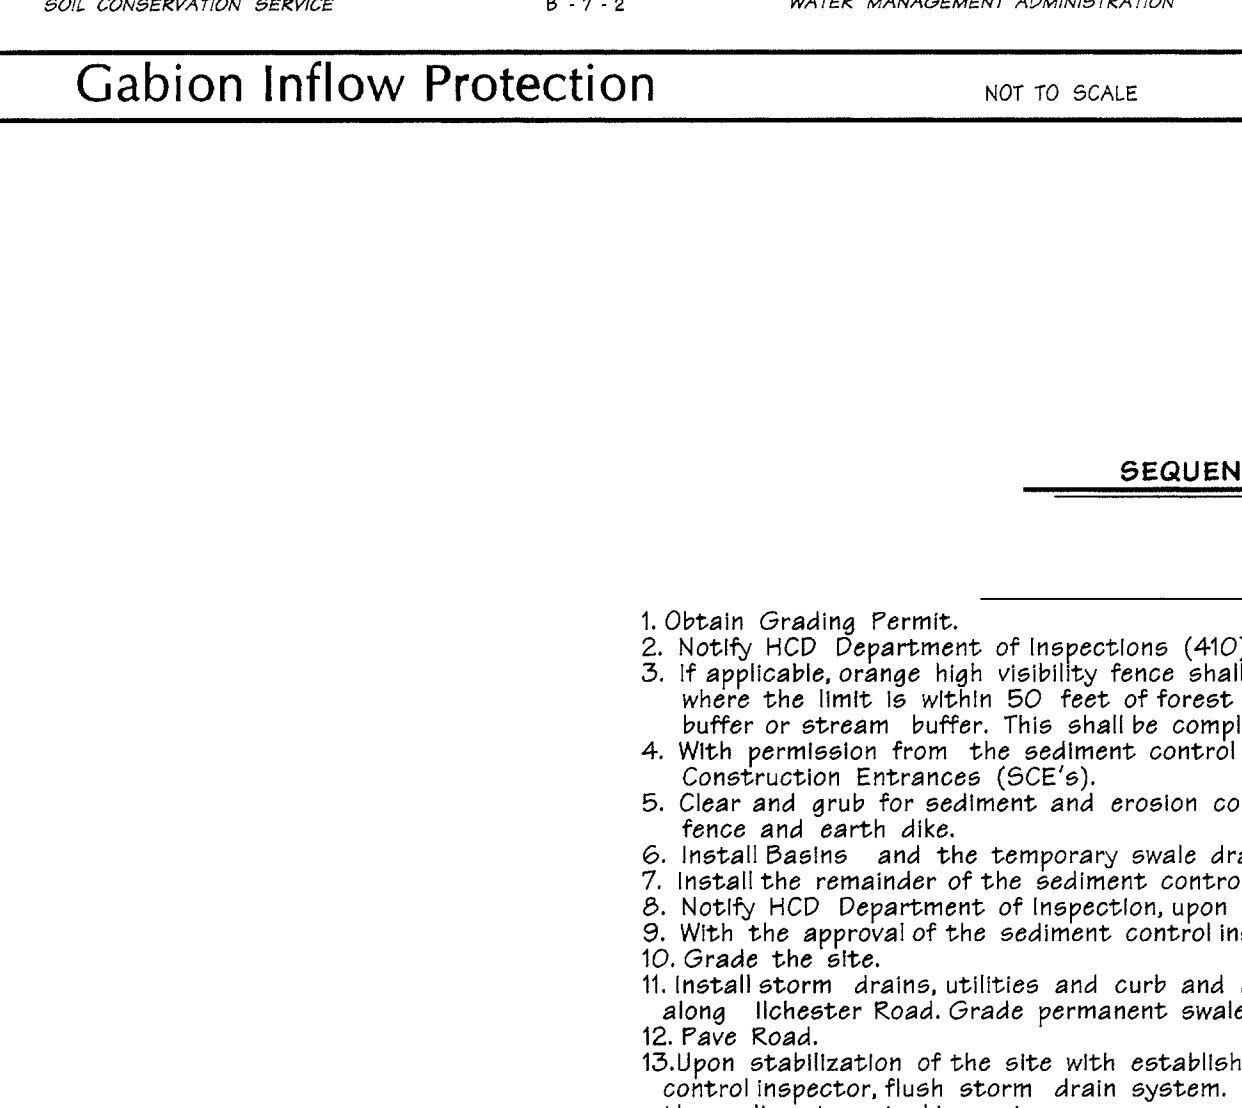 SOIL CONSERVATION SERVICE B - 7 - 2 WATER MANAGEMENT ADMINISTRATION
Gabion Inflow Protection NOT TO SCALE
SEQUEN
1. Obtain Grading Permit.
2. Notify HCD Department of Inspections (410)
3. If applicable, orange high visibility fence shall
where the limit is within 50 feet of forest
buffer or stream buffer. This shall be compl
4. With permission from the sediment control
Construction Entrances (SCE's).
5. Clear and grub for sediment and erosion co
fence and earth dike.
6. Install Basins and the temporary swale dra
7. Install the remainder of the sediment contro
8. Notify HCD Department of Inspection, upon
9. With the approval of the sediment control ins
10. Grade the site.
11. Install storm drains, utilities and curb and
along Ilchester Road. Grade permanent swale
12. Pave Road.
13.Upon stabilization of the site with establish
control inspector, flush storm drain system.